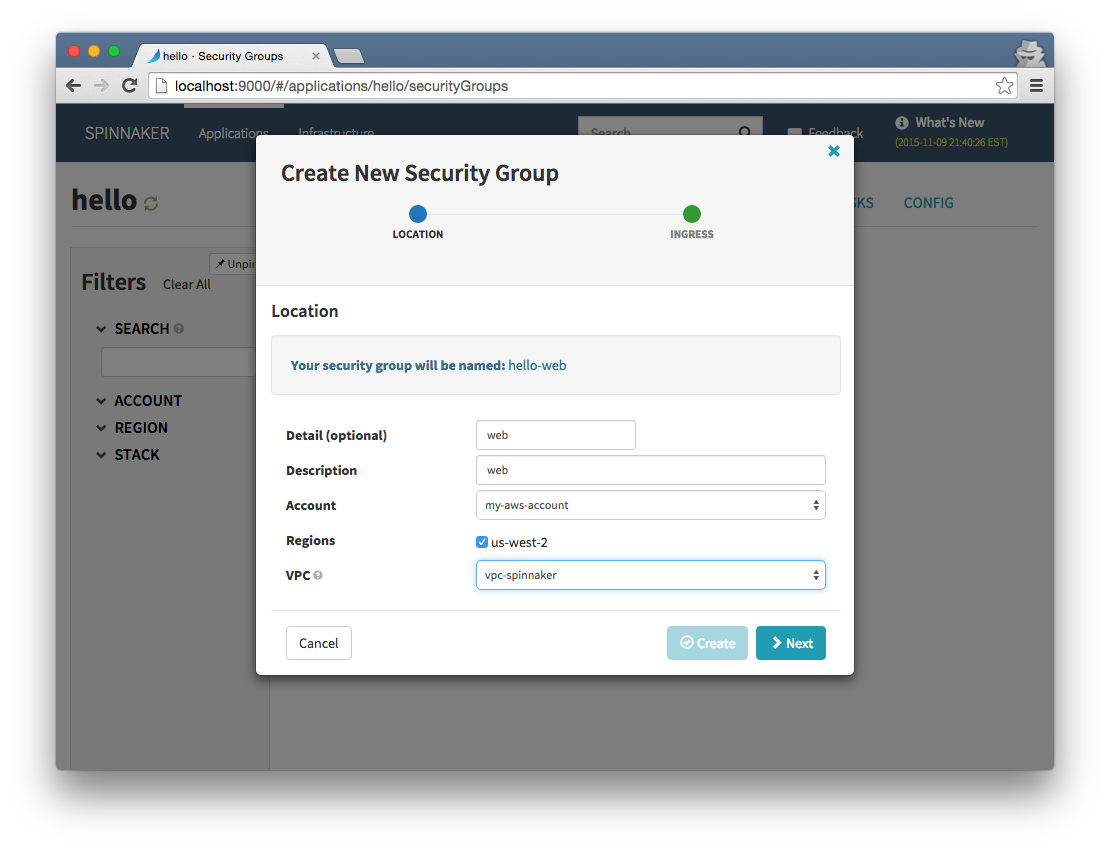 hello · Security Groups
localhost:9000/#/applications/hello/securityGroups
SPINNAKER Applications Infrastructure Search Feedback What's New
(2015-11-09 21:40:26 EST)
Create New Security Group
hello CONFIG
LOCATION INGRESS
Filters Clear All
Location
SEARCH
Your security group will be named: hello-web
ACCOUNT
REGION
STACK
Detail (optional) web
Description web
Account my-aws-account
Regions us-west-2
VPC vpc-spinnaker
Cancel Create Next